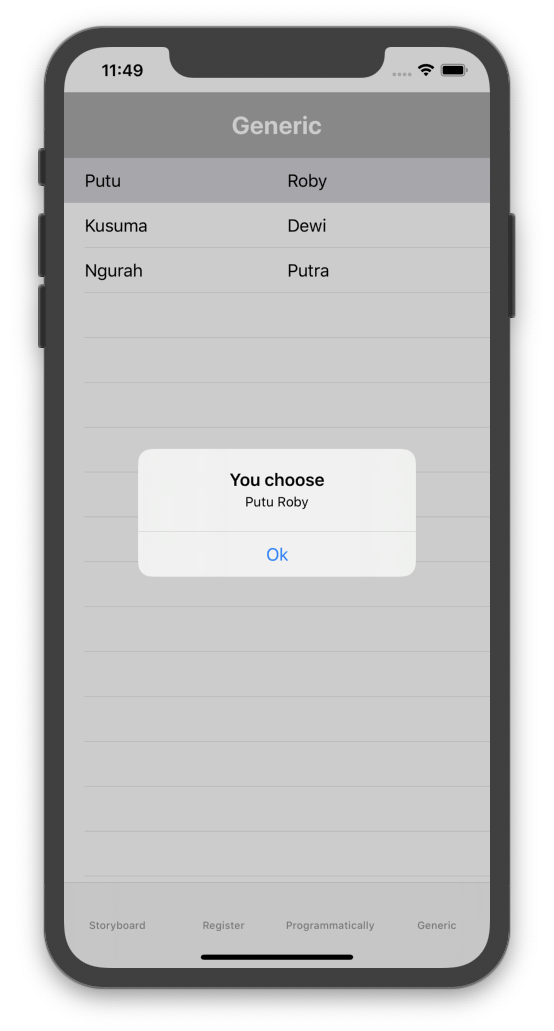 11:49
Generic
Putu Roby
Kusuma Dewi
Ngurah Putra
You choose
Putu Roby
Ok
Storyboard Register Programmatically Generic